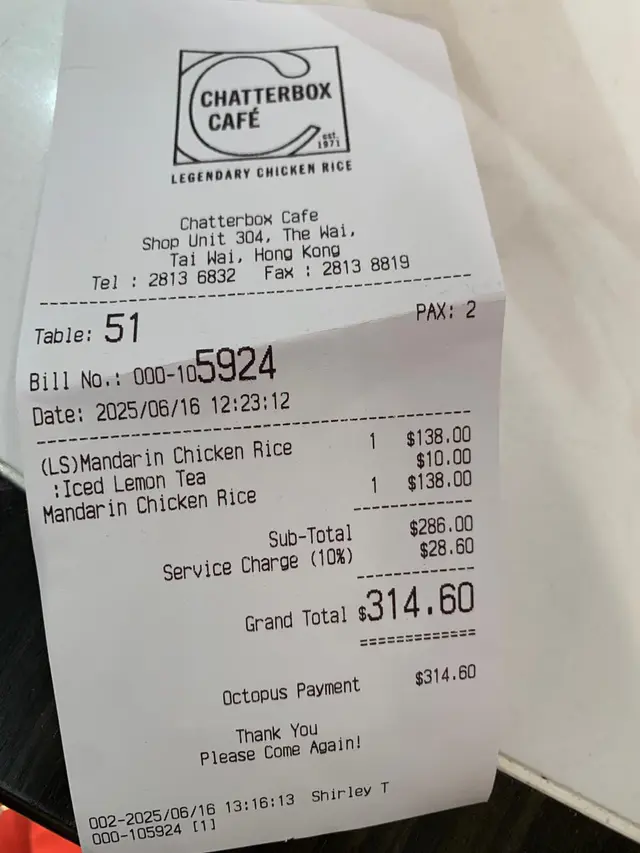 CHATTERBOX
CAFÉ
est.
1971
LEGENDARY CHICKEN RICE
Chatterbox Cafe
Shop Unit 304, The Wai,
Tai Wai, Hong Kong
Tel : 2813 6832 Fax : 2813 8819
Table: 51 PAX: 2
Bill No.: 000-105924
Date: 2025/06/16 12:23:12
(LS)Mandarin Chicken Rice 1 $138.00
:Iced Lemon Tea $10.00
Mandarin Chicken Rice 1 $138.00
Sub-Total $286.00
Service Charge (10%) $28.60
Grand Total $314.60
Octopus Payment $314.60
Thank You
Please Come Again!
002-2025/06/16 13:16:13 Shirley T
000-105924 [1]